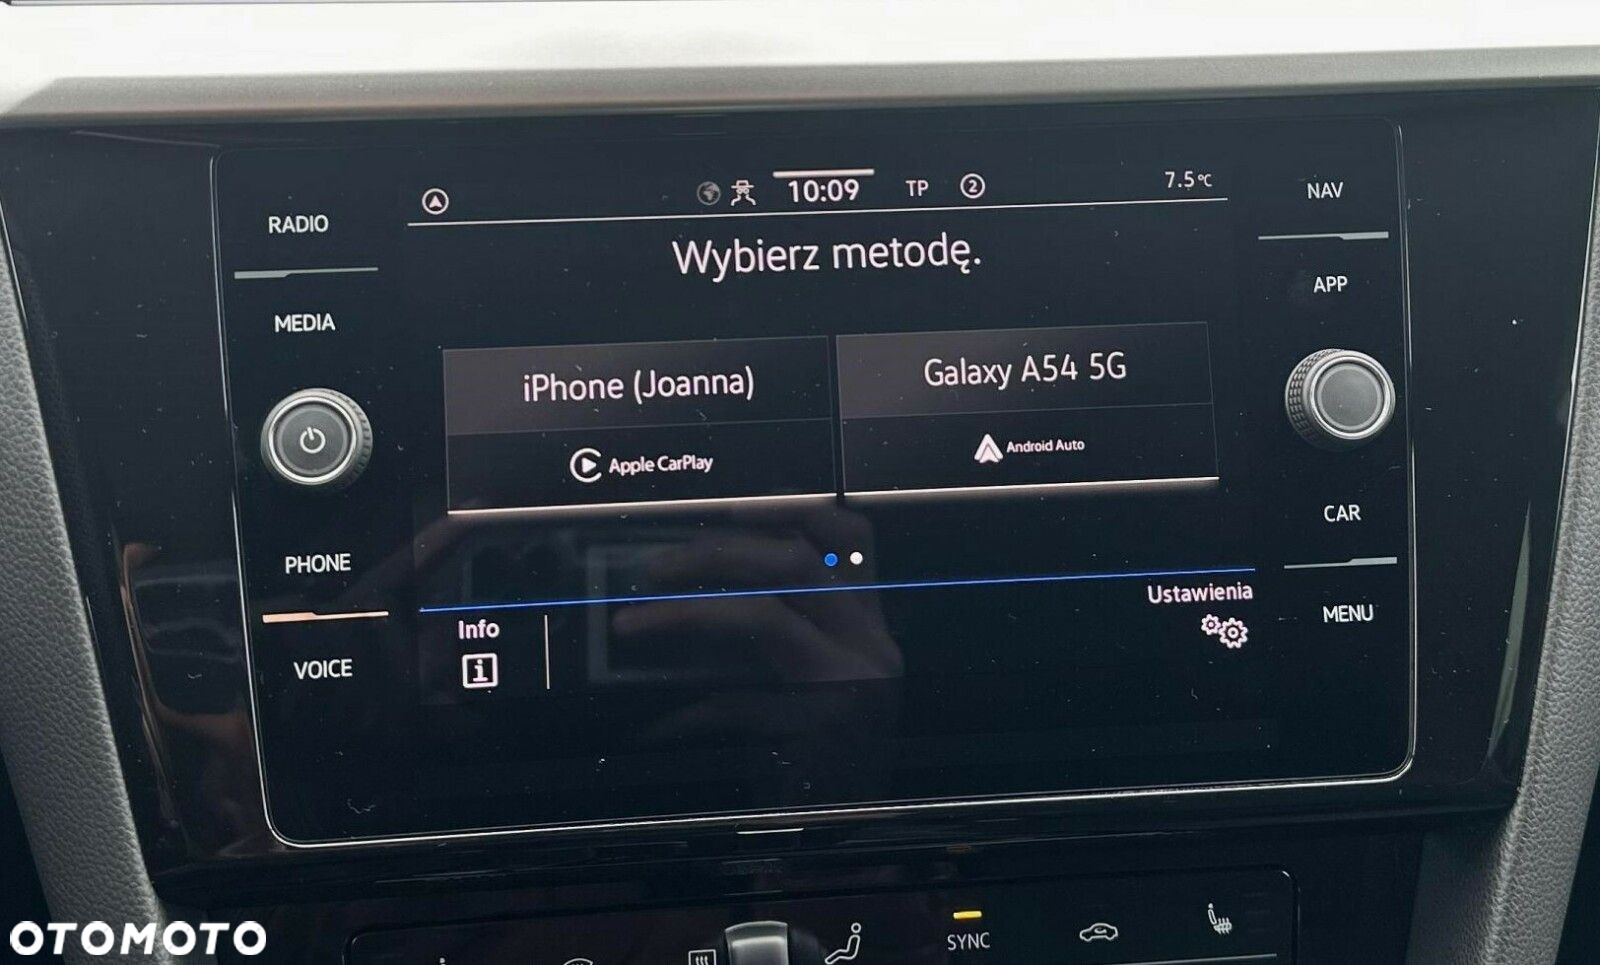 RADIO
MEDIA
PHONE
VOICE
10:09
TP
2
7.5°C
Wybierz metodę.
iPhone (Joanna)
Apple CarPlay
Galaxy A54 5G
Android Auto
Info
i
Ustawienia
NAV
APP
CAR
MENU
SYNC
OTOMOTO